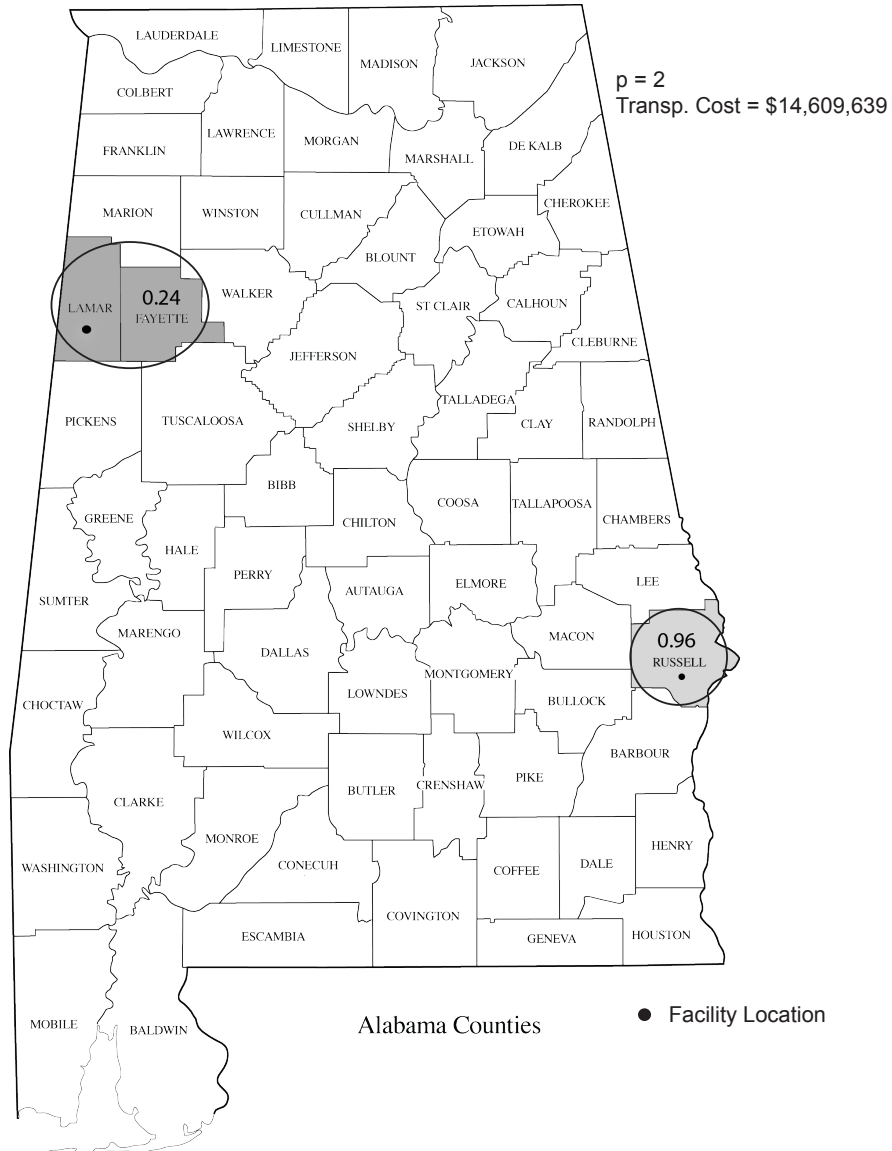 LAUDERDALE
LIMESTONE
MADISON
JACKSON
p = 2
Transp. Cost = $14,609,639
COLBERT
LAWRENCE
MORGAN
FRANKLIN
MARSHALL
DE KALB
MARION
WINSTON
CULLMAN
CHEROKEE
ETOWAH
BLOUNT
WALKER
0.24
LAMAR
FAYETTE
ST CLAIR
CALHOUN
CLEBURNE
JEFFERSON
TALLADEGA
PICKENS
TUSCALOOSA
SHELBY
CLAY
RANDOLPH
BIBB
COOSA
TALLAPOOSA
GREENE
CHILTON
CHAMBERS
HALE
PERRY
LEE
AUTAUGA
ELMORE
SUMTER
MARENGO
MACON
0.96
RUSSELL
DALLAS
MONTGOMERY
LOWNDES
BULLOCK
CHOCTAW
WILCOX
BARBOUR
PIKE
CRENSHAW
BUTLER
CLARKE
MONROE
HENRY
CONECUH
DALE
WASHINGTON
COFFEE
COVINGTON
ESCAMBIA
GENEVA
HOUSTON
MOBILE
BALDWIN
Alabama Counties
Facility Location